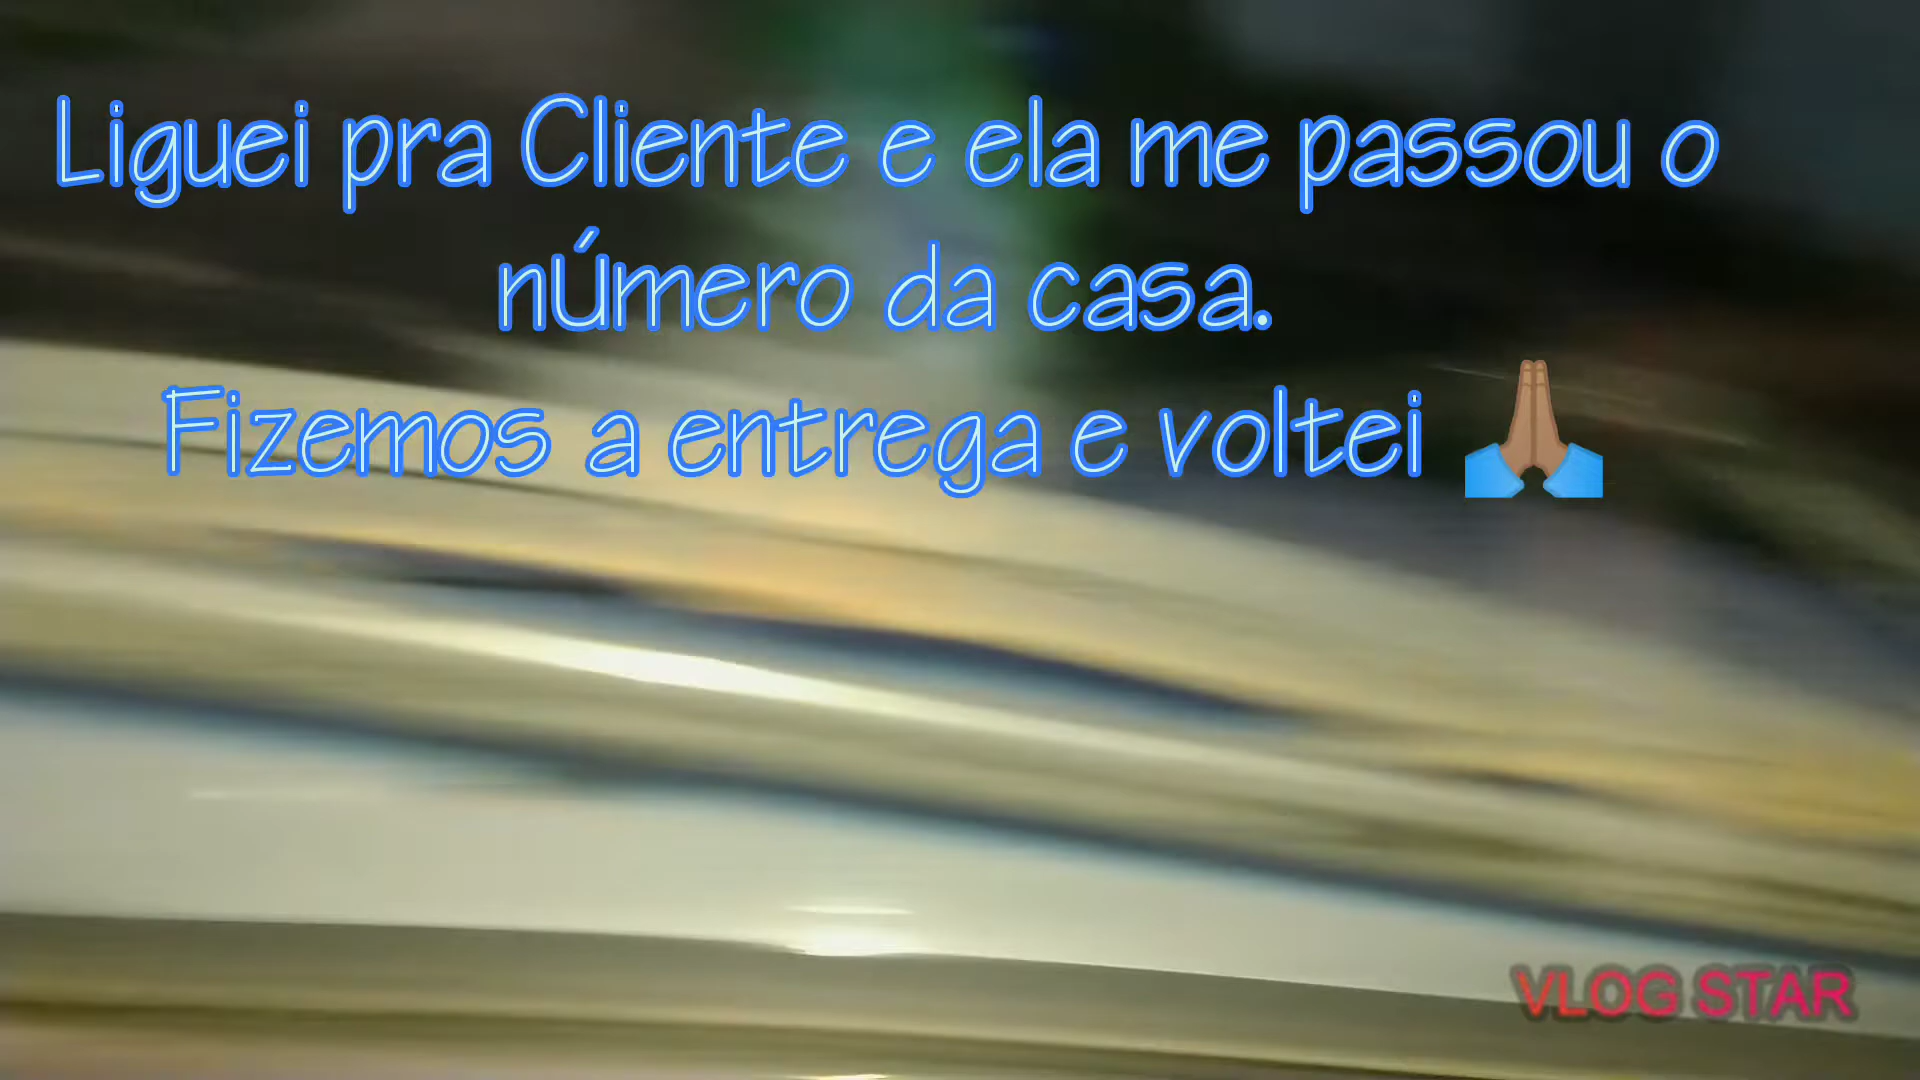 Liguei pra Cliente e ela me passou o
número da casa.
Fizemos a entrega e voltei 🙏🏽
VLOG STAR